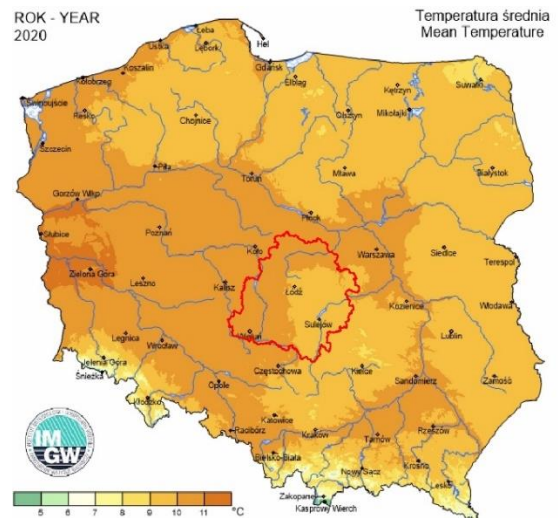 ROK - YEAR
2020
Temperatura średnia
Mean Temperature
Łeba
Hel
Ustka
Lębork
Koszalin
Gdańsk
Kołobrzeg
Elbląg
Kętrzyn
Suwałki
Świnoujście
Resko
Chojnice
Olsztyn
Mikołajki
Szczecin
Piła
Toruń
Mława
Białystok
Gorzów Wlkp.
Płock
Słubice
Poznań
Koło
Warszawa
Siedlce
Terespol
Zielona Góra
Leszno
Kalisz
Łódź
Kozienice
Włodawa
Sulejów
Wieluń
Legnica
Wrocław
Lublin
Jelenia Góra
Śnieżka
Częstochowa
Kielce
Opole
Sandomierz
Zamość
Kłodzko
Racibórz
Katowice
Kraków
Tarnów
Rzeszów
Bielsko-Biała
Nowy Sącz
Krosno
Lesko
Zakopane
Kasprowy Wierch
IMGW
5 6 7 8 9 10 11 °C